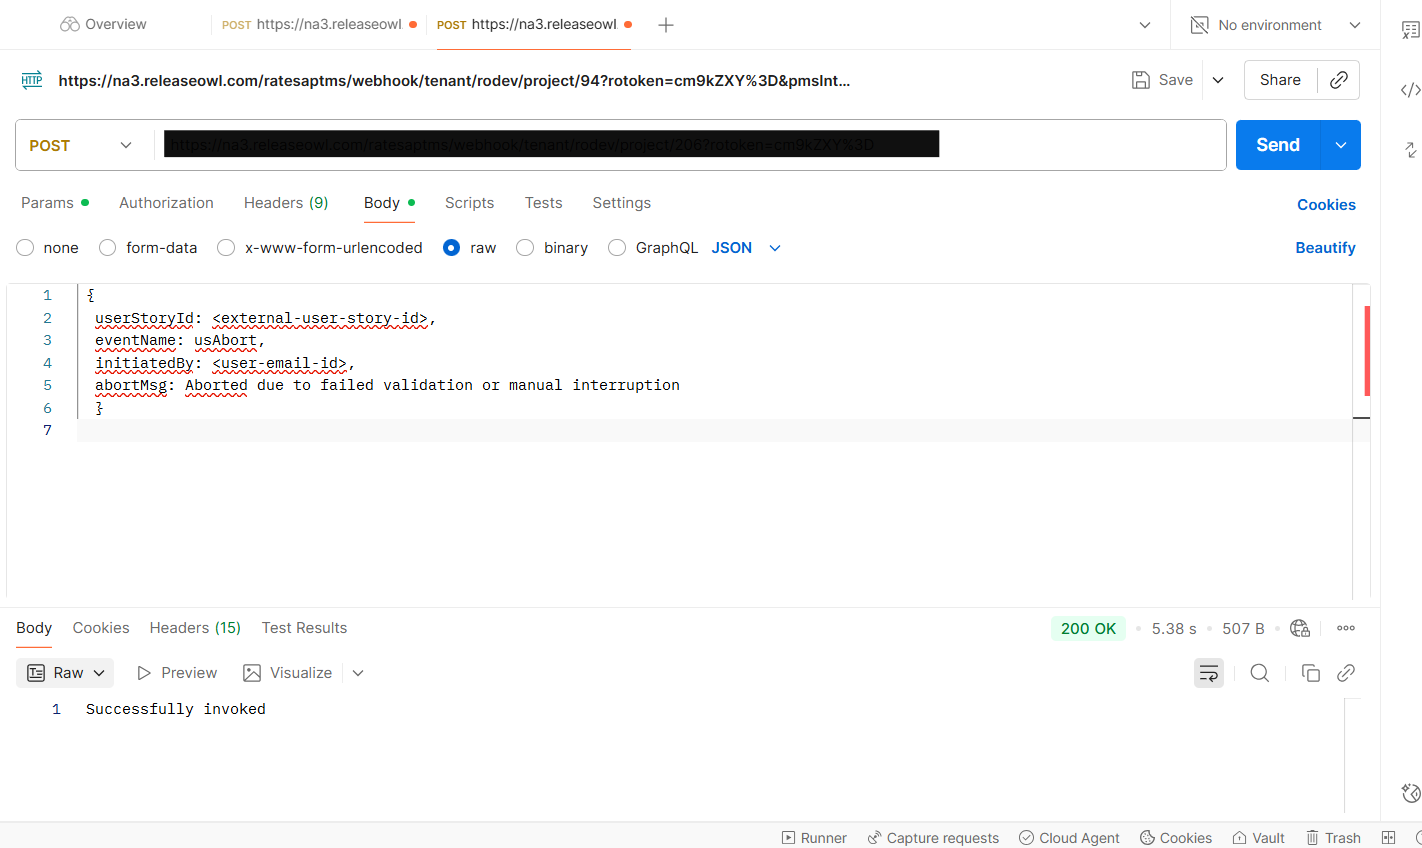 Overview
POST https://na3.releaseowl.
POST https://na3.releaseowl.
No environment
HTTP
https://na3.releaseowl.com/ratesaptms/webhook/tenant/rodev/project/94?rotoken=cm9kZXY%3D&pmsInt...
Save
Share
POST
https://na3.releaseowl.com/ratesaptms/webhook/tenant/rodev/project/206?rotoken=cm9kZXY%3D
Send
Params
Authorization
Headers (9)
Body
Scripts
Tests
Settings
Cookies
none
form-data
x-www-form-urlencoded
raw
binary
GraphQL
JSON
Beautify
1 {
2 userStoryId: <external-user-story-id>,
3 eventName: usAbort,
4 initiatedBy: <user-email-id>,
5 abortMsg: Aborted due to failed validation or manual interruption
6 }
7
Body
Cookies
Headers (15)
Test Results
200 OK
5.38 s
507 B
Raw
Preview
Visualize
1 Successfully invoked
Runner
Capture requests
Cloud Agent
Cookies
Vault
Trash